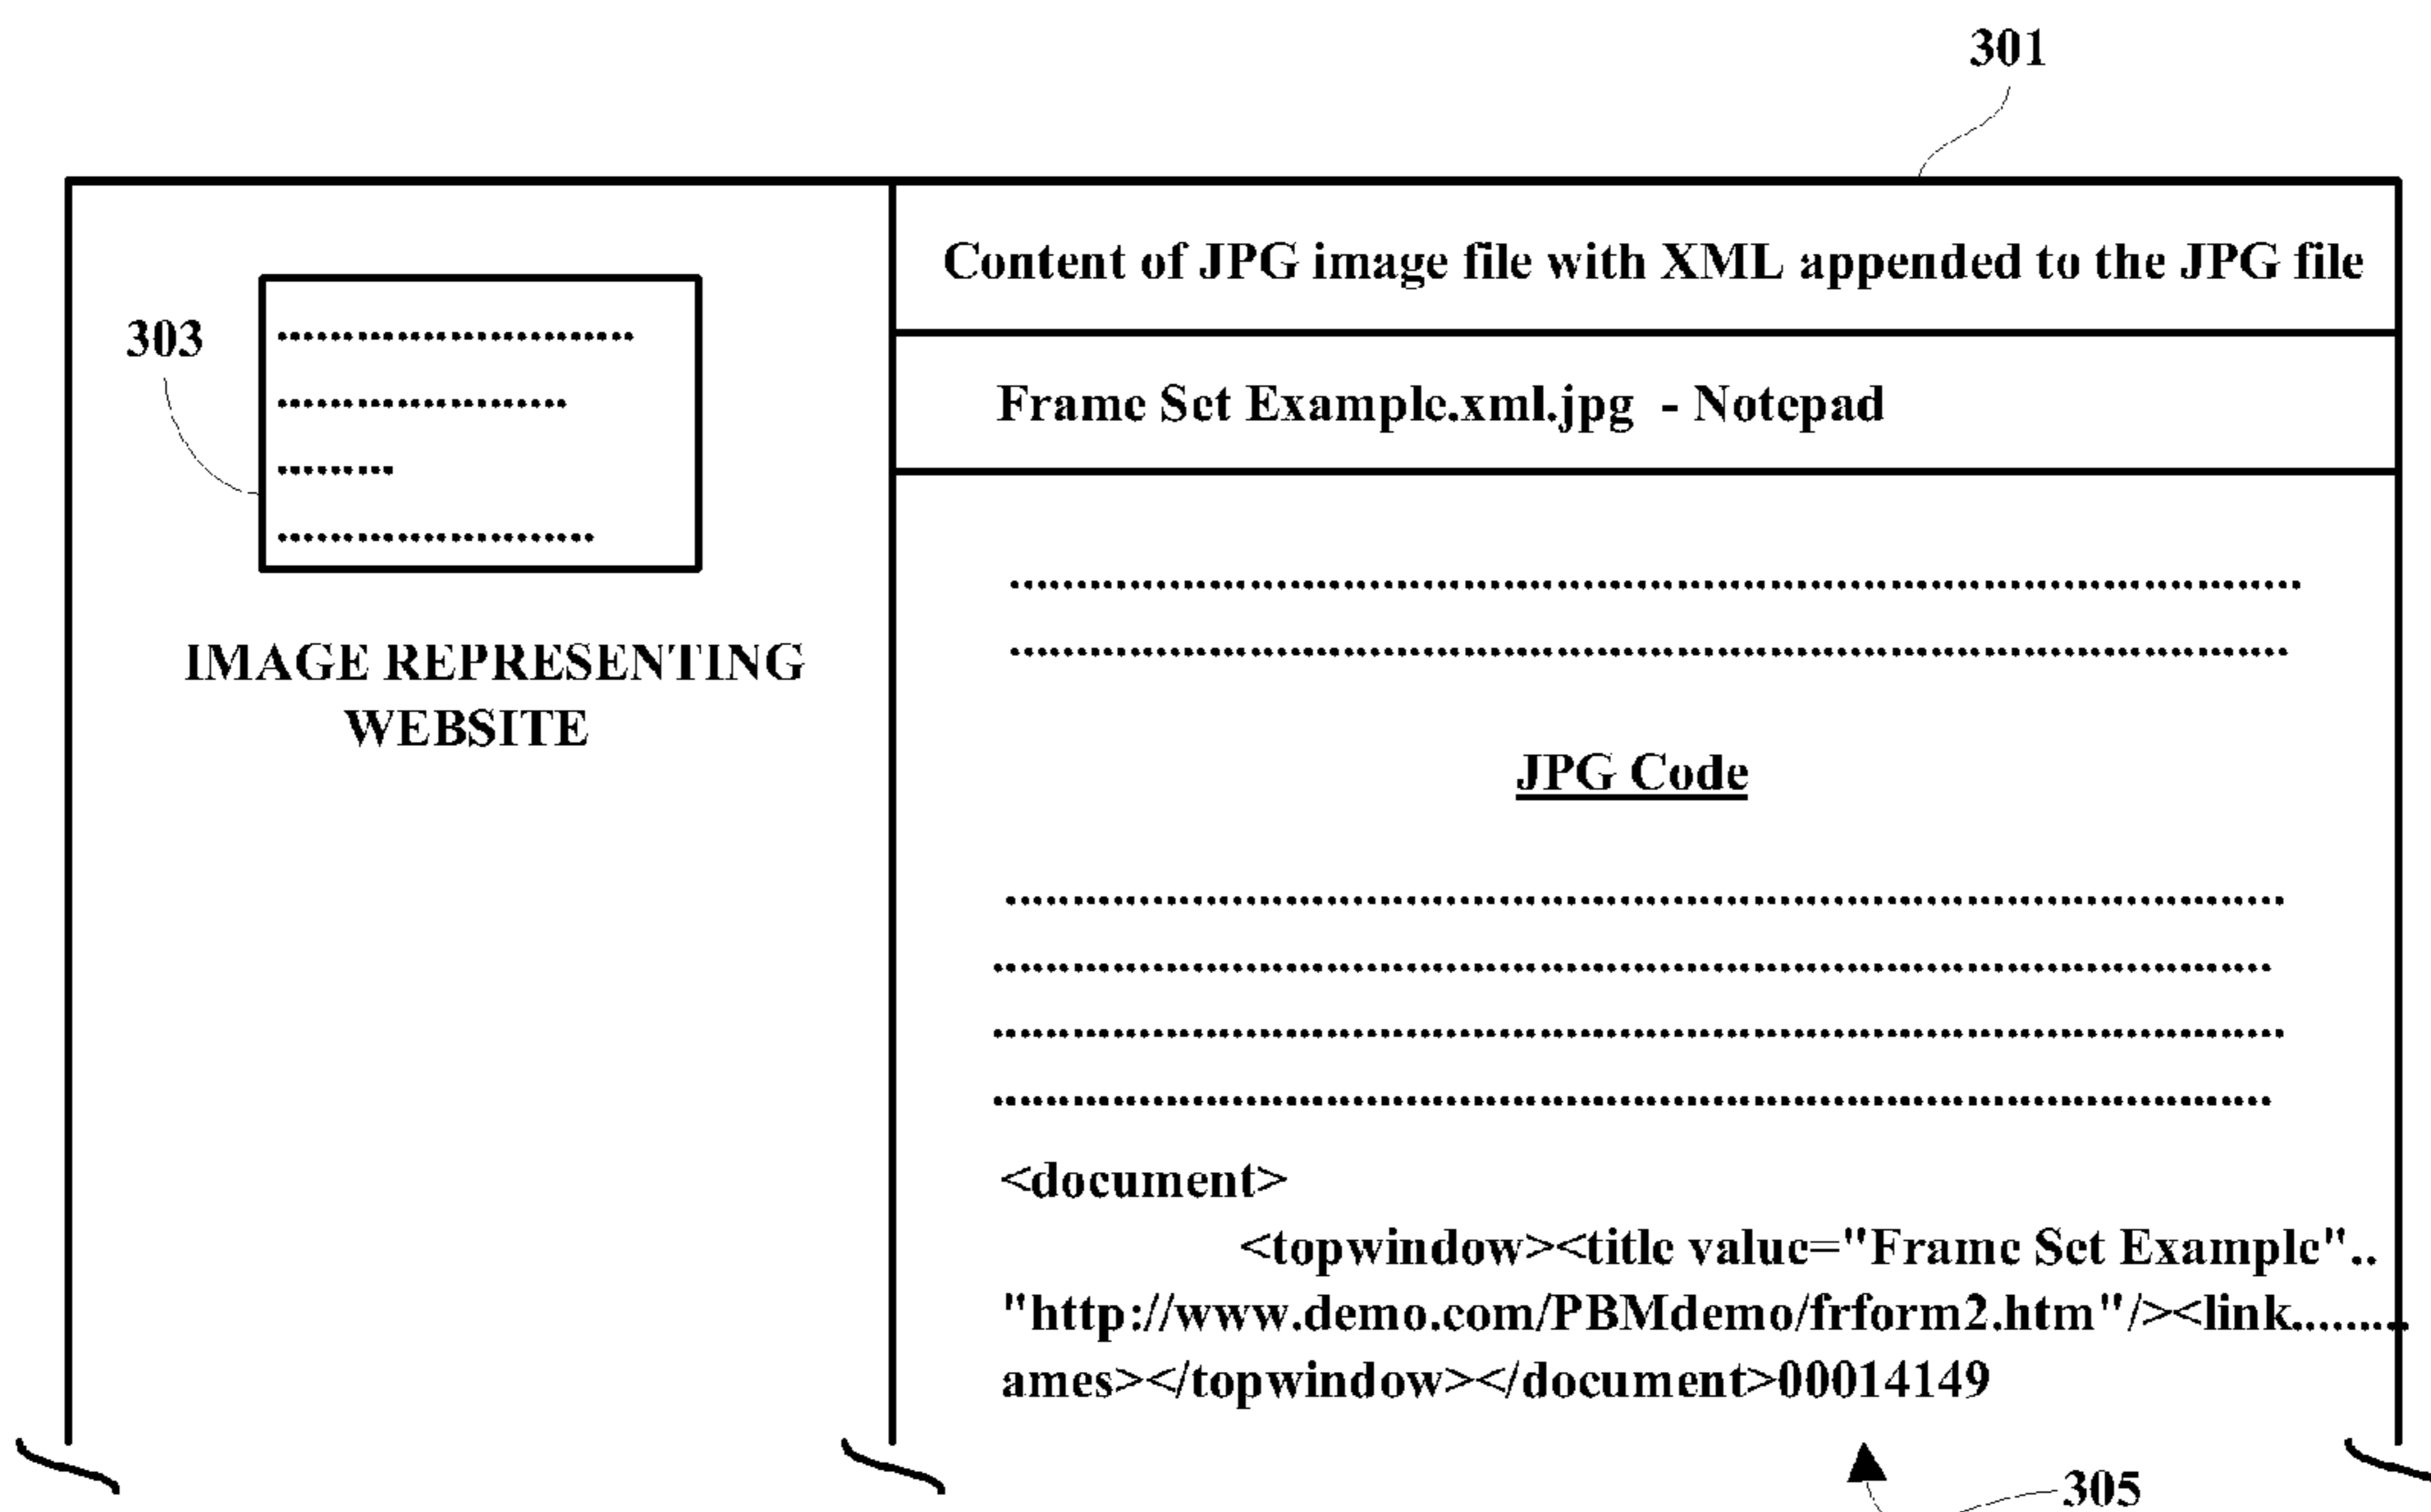 301
Content of JPG image file with XML appended to the JPG file
303
Frame Set Example.xml.jpg - Notepad
IMAGE REPRESENTING
WEBSITE
JPG Code
<document>
<topwindow><title value="Frame Set Example"..
"http://www.demo.com/PBMdemo/frform2.htm"/><link.........
ames></topwindow></document>00014149
305